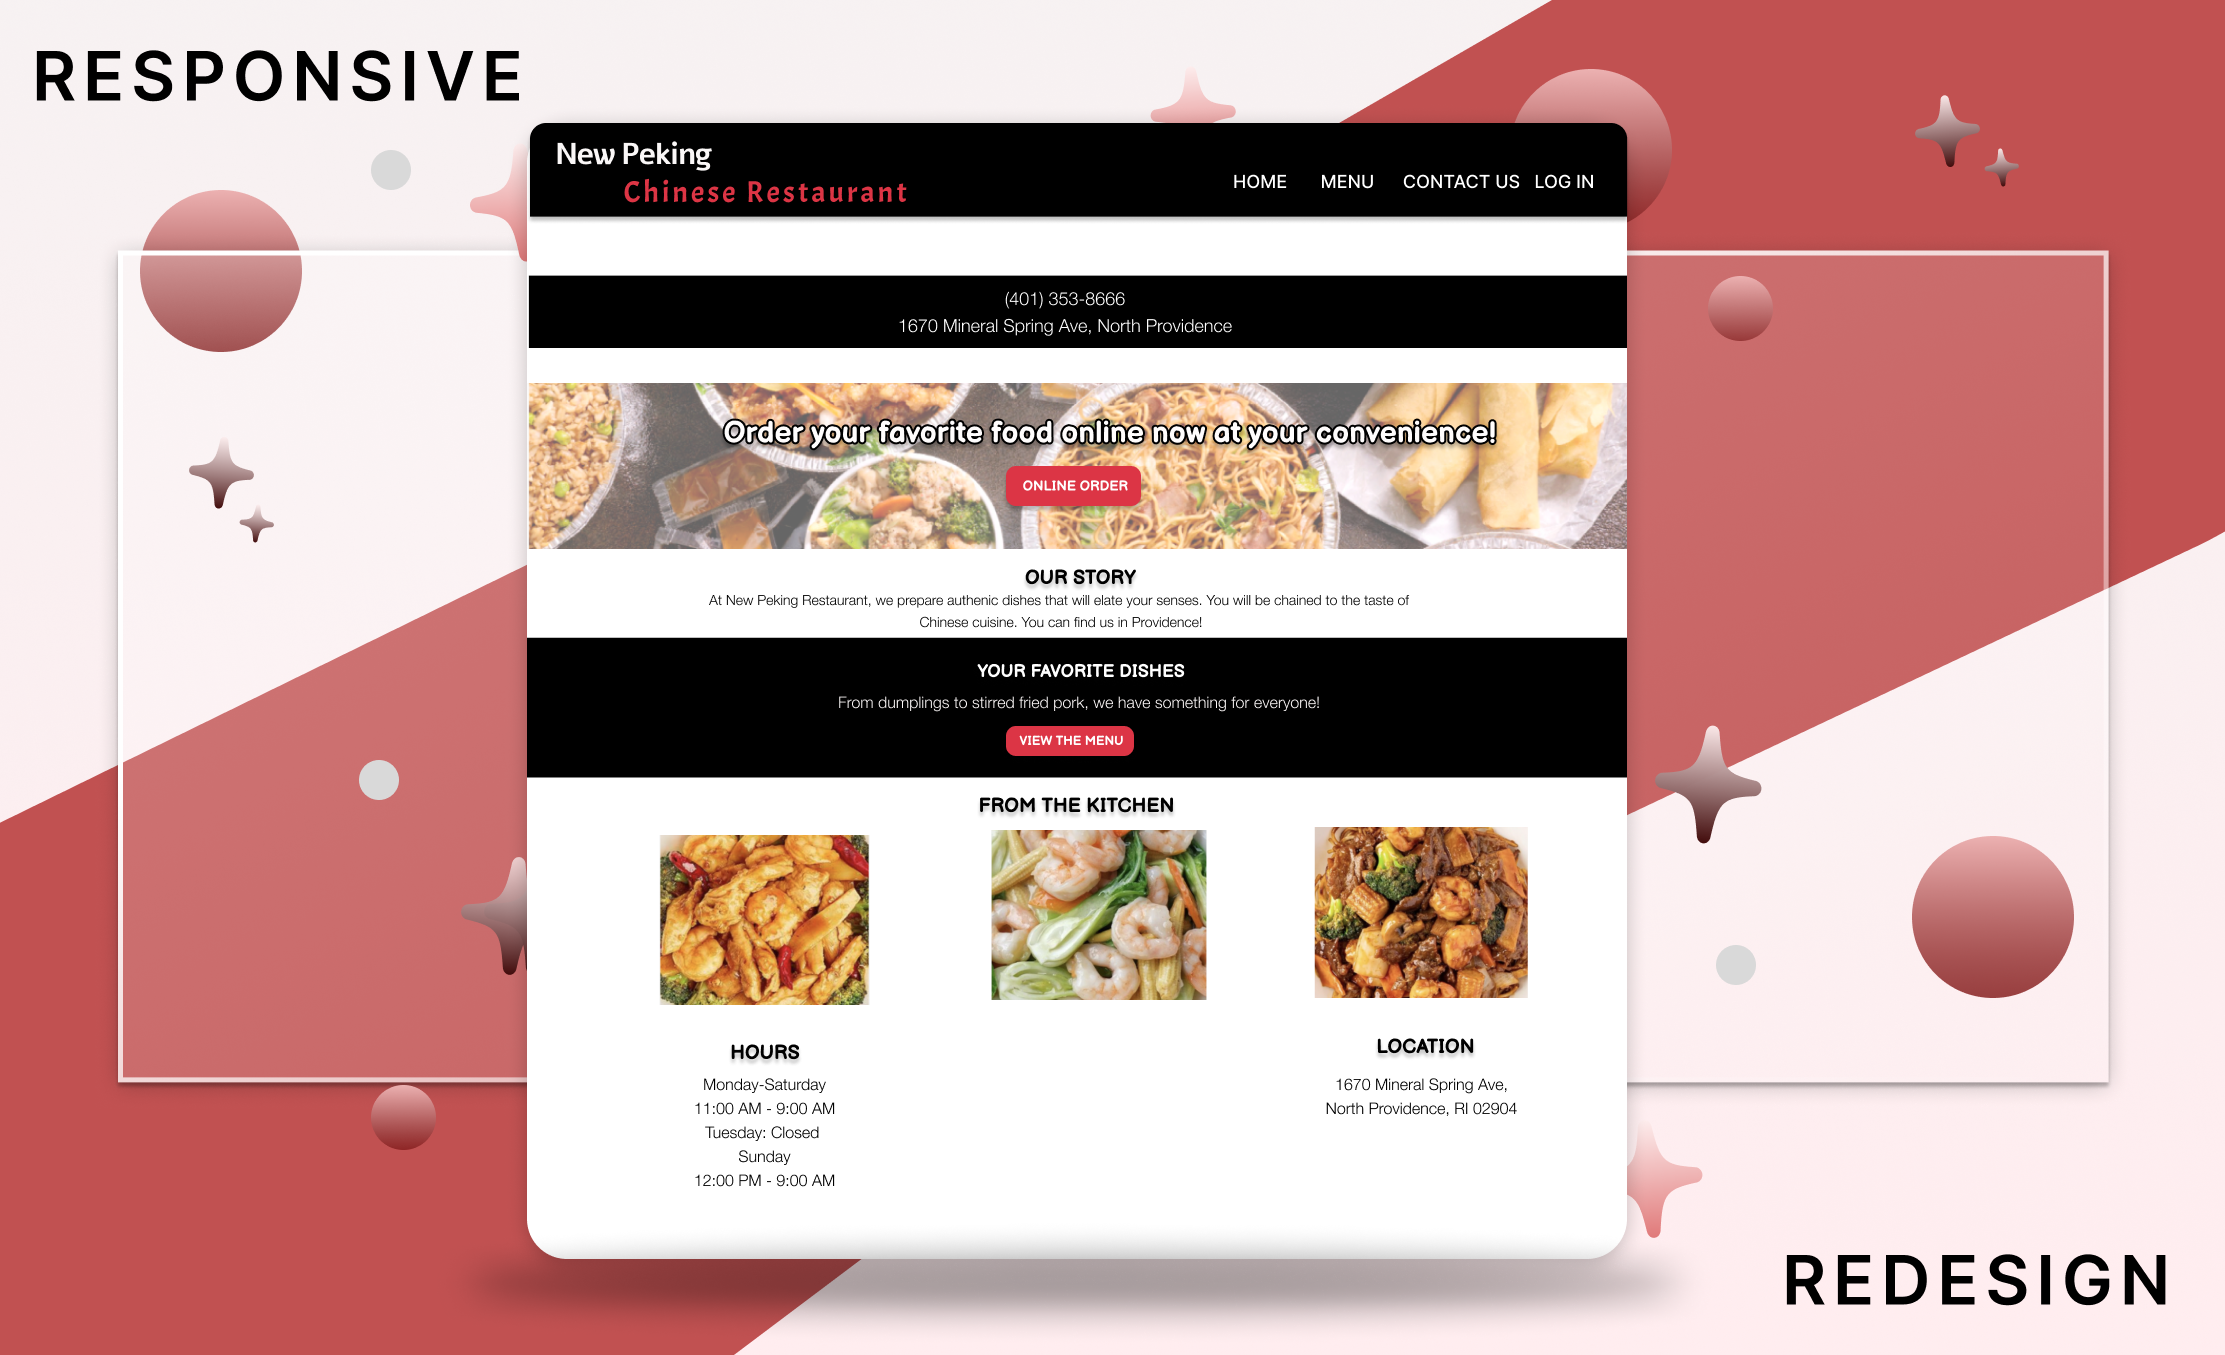 RESPONSIVE
New Peking
Chinese Restaurant
HOME MENU CONTACT US LOG IN
(401) 353-8666
1670 Mineral Spring Ave, North Providence
Order your favorite food online now at your convenience!
ONLINE ORDER
OUR STORY
At New Peking Restaurant, we prepare authenic dishes that will elate your senses. You will be chained to the taste of
Chinese cuisine. You can find us in Providence!
YOUR FAVORITE DISHES
From dumplings to stirred fried pork, we have something for everyone!
VIEW THE MENU
FROM THE KITCHEN
HOURS
Monday-Saturday
11:00 AM - 9:00 AM
Tuesday: Closed
Sunday
12:00 PM - 9:00 AM
LOCATION
1670 Mineral Spring Ave,
North Providence, RI 02904
REDESIGN